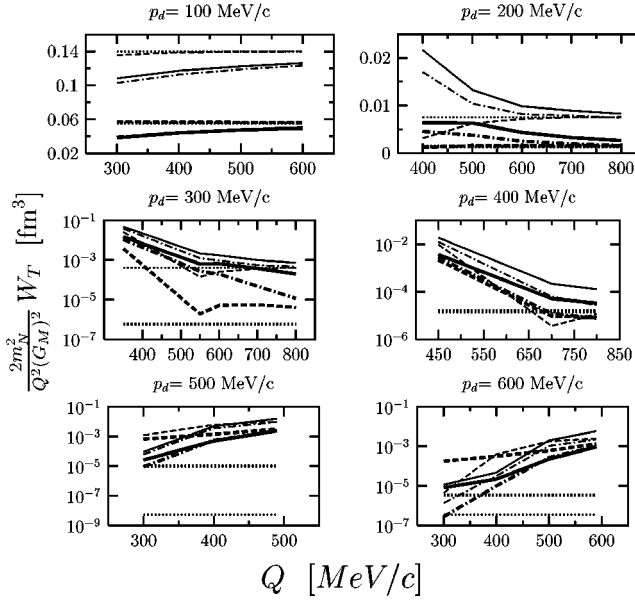 p_d= 100 MeV/c
p_d= 200 MeV/c
0.14
0.1
0.06
0.02
300 400 500 600
0.02
0.01
0
400 500 600 700 800
p_d= 300 MeV/c
p_d= 400 MeV/c
10^-1
10^-3
10^-5
10^-7
400 500 600 700 800
10^-2
10^-4
10^-6
450 550 650 750 850
p_d= 500 MeV/c
p_d= 600 MeV/c
10^-1
10^-3
10^-5
10^-7
10^-9
300 400 500
10^-1
10^-3
10^-5
10^-7
300 400 500 600
2m_N^2 / Q^2(G_M)^2 W_T [fm^3]
Q [MeV/c]